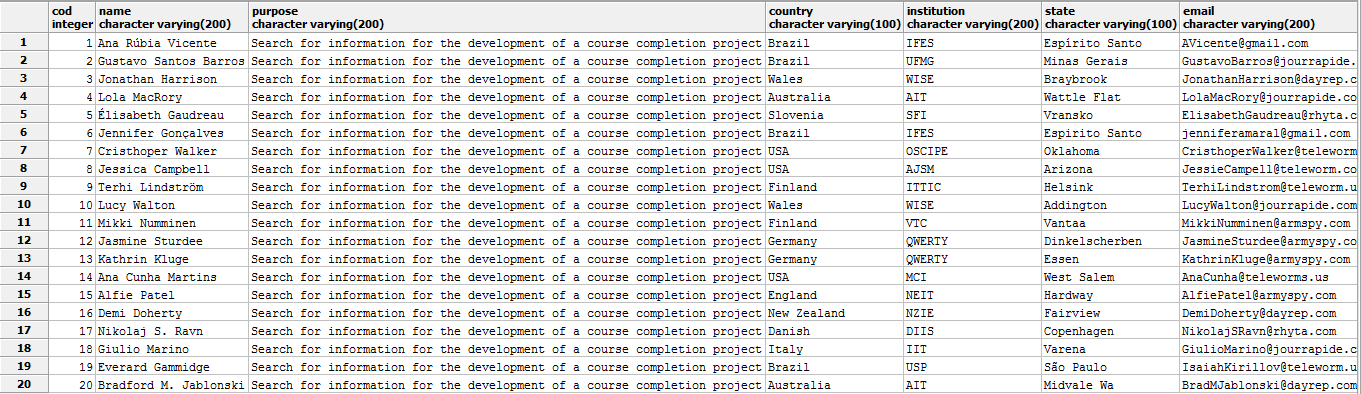 cod name purpose country institution state email
integer character varying(200) character varying(200) character varying(100) character varying(200) character varying(100) character varying(200)
1 1 Ana Rúbia Vicente Search for information for the development of a course completion project Brazil IFES Espírito Santo AVicente@gmail.com
2 2 Gustavo Santos Barros Search for information for the development of a course completion project Brazil UFMG Minas Gerais GustavoBarros@jourrapide.
3 3 Jonathan Harrison Search for information for the development of a course completion project Wales WISE Braybrook JonathanHarrison@dayrep.c
4 4 Lola MacRory Search for information for the development of a course completion project Australia AIT Wattle Flat LolaMacRory@jourrapide.co
5 5 Élisabeth Gaudreau Search for information for the development of a course completion project Slovenia SFI Vransko ElisabethGaudreau@rhyta.c
6 6 Jennifer Gonçalves Search for information for the development of a course completion project Brazil IFES Espirito Santo jenniferamaral@gmail.com
7 7 Cristhoper Walker Search for information for the development of a course completion project USA OSCIPE Oklahoma CristhoperWalker@teleworm
8 8 Jessica Campbell Search for information for the development of a course completion project USA AJSM Arizona JessieCampell@teleworm.co
9 9 Terhi Lindström Search for information for the development of a course completion project Finland ITTIC Helsink TerhiLindstrom@teleworm.u
10 10 Lucy Walton Search for information for the development of a course completion project Wales WISE Addington LucyWalton@jourrapide.com
11 11 Mikki Numminen Search for information for the development of a course completion project Finland VTC Vantaa MikkiNumminen@armyspy.com
12 12 Jasmine Sturdee Search for information for the development of a course completion project Germany QWERTY Dinkelscherben JasmineSturdee@armyspy.co
13 13 Kathrin Kluge Search for information for the development of a course completion project Germany QWERTY Essen KathrinKluge@armyspy.com
14 14 Ana Cunha Martins Search for information for the development of a course completion project USA MCI West Salem AnaCunha@teleworms.us
15 15 Alfie Patel Search for information for the development of a course completion project England NEIT Hardway AlfiePatel@armyspy.com
16 16 Demi Doherty Search for information for the development of a course completion project New Zealand NZIE Fairview DemiDoherty@dayrep.com
17 17 Nikolaj S. Ravn Search for information for the development of a course completion project Danish DIIS Copenhagen NikolajSRavn@rhyta.com
18 18 Giulio Marino Search for information for the development of a course completion project Italy IIT Varena GiulioMarino@jourrapide.c
19 19 Everard Gammidge Search for information for the development of a course completion project Brazil USP São Paulo IsaiahKirillov@teleworm.u
20 20 Bradford M. Jablonski Search for information for the development of a course completion project Australia AIT Midvale Wa BradMJablonski@dayrep.com